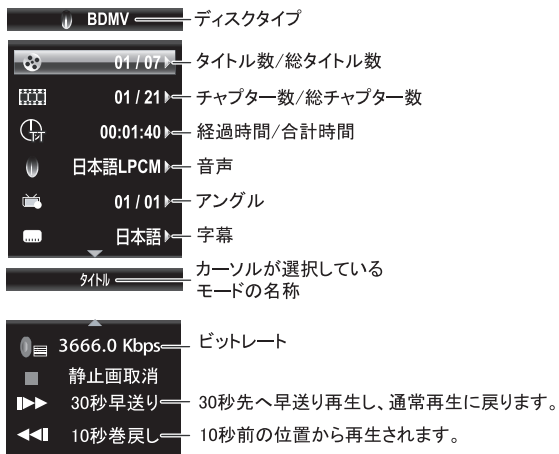 BDMV ディスクタイプ
01 / 07 タイトル数/総タイトル数
01 / 21 チャプター数/総チャプター数
00:01:40 経過時間/合計時間
日本語LPCM 音声
01 / 01 アングル
日本語 字幕
タイトル カーソルが選択している
モードの名称
3666.0 Kbps ビットレート
静止画取消
30秒早送り 30秒先へ早送り再生し、通常再生に戻ります。
10秒巻戻し 10秒前の位置から再生されます。